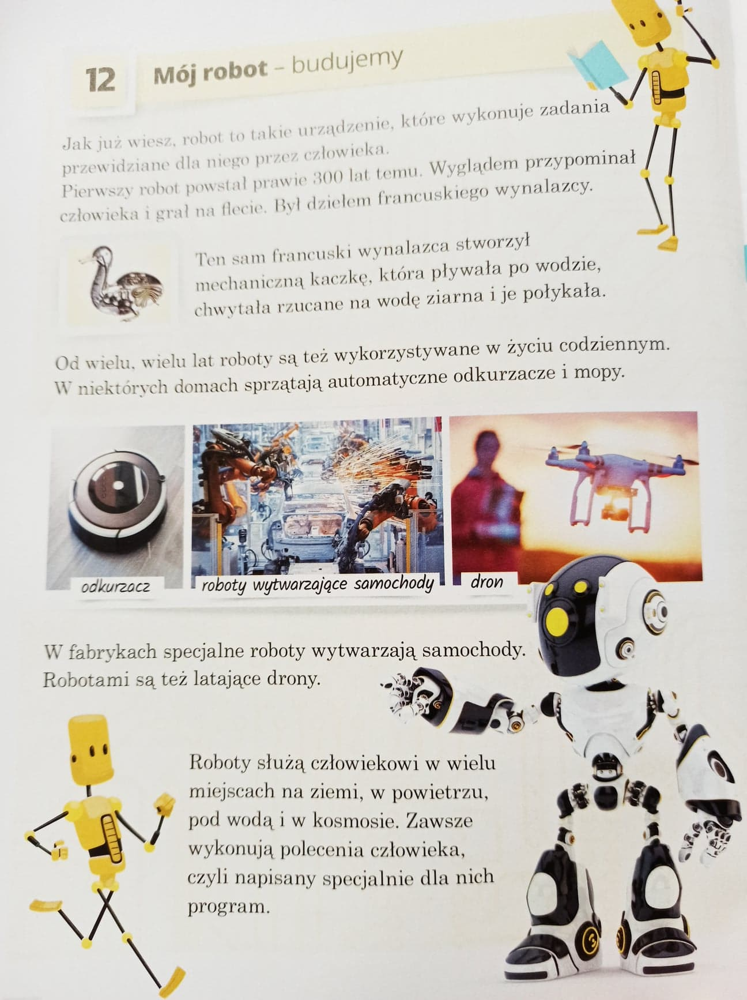 12 Mój robot – budujemy
Jak już wiesz, robot to takie urządzenie, które wykonuje zadania
przewidziane dla niego przez człowieka.
Pierwszy robot powstał prawie 300 lat temu. Wyglądem przypominał
człowieka i grał na flecie. Był dziełem francuskiego wynalazcy.
Ten sam francuski wynalazca stworzył
mechaniczną kaczkę, która pływała po wodzie,
chwytała rzucane na wodę ziarna i je połykała.
Od wielu, wielu lat roboty są też wykorzystywane w życiu codziennym.
W niektórych domach sprzątają automatyczne odkurzacze i mopy.
odkurzacz
roboty wytwarzające samochody
dron
W fabrykach specjalne roboty wytwarzają samochody.
Robotami są też latające drony.
Roboty służą człowiekowi w wielu
miejscach na ziemi, w powietrzu,
pod wodą i w kosmosie. Zawsze
wykonują polecenia człowieka,
czyli napisany specjalnie dla nich
program.